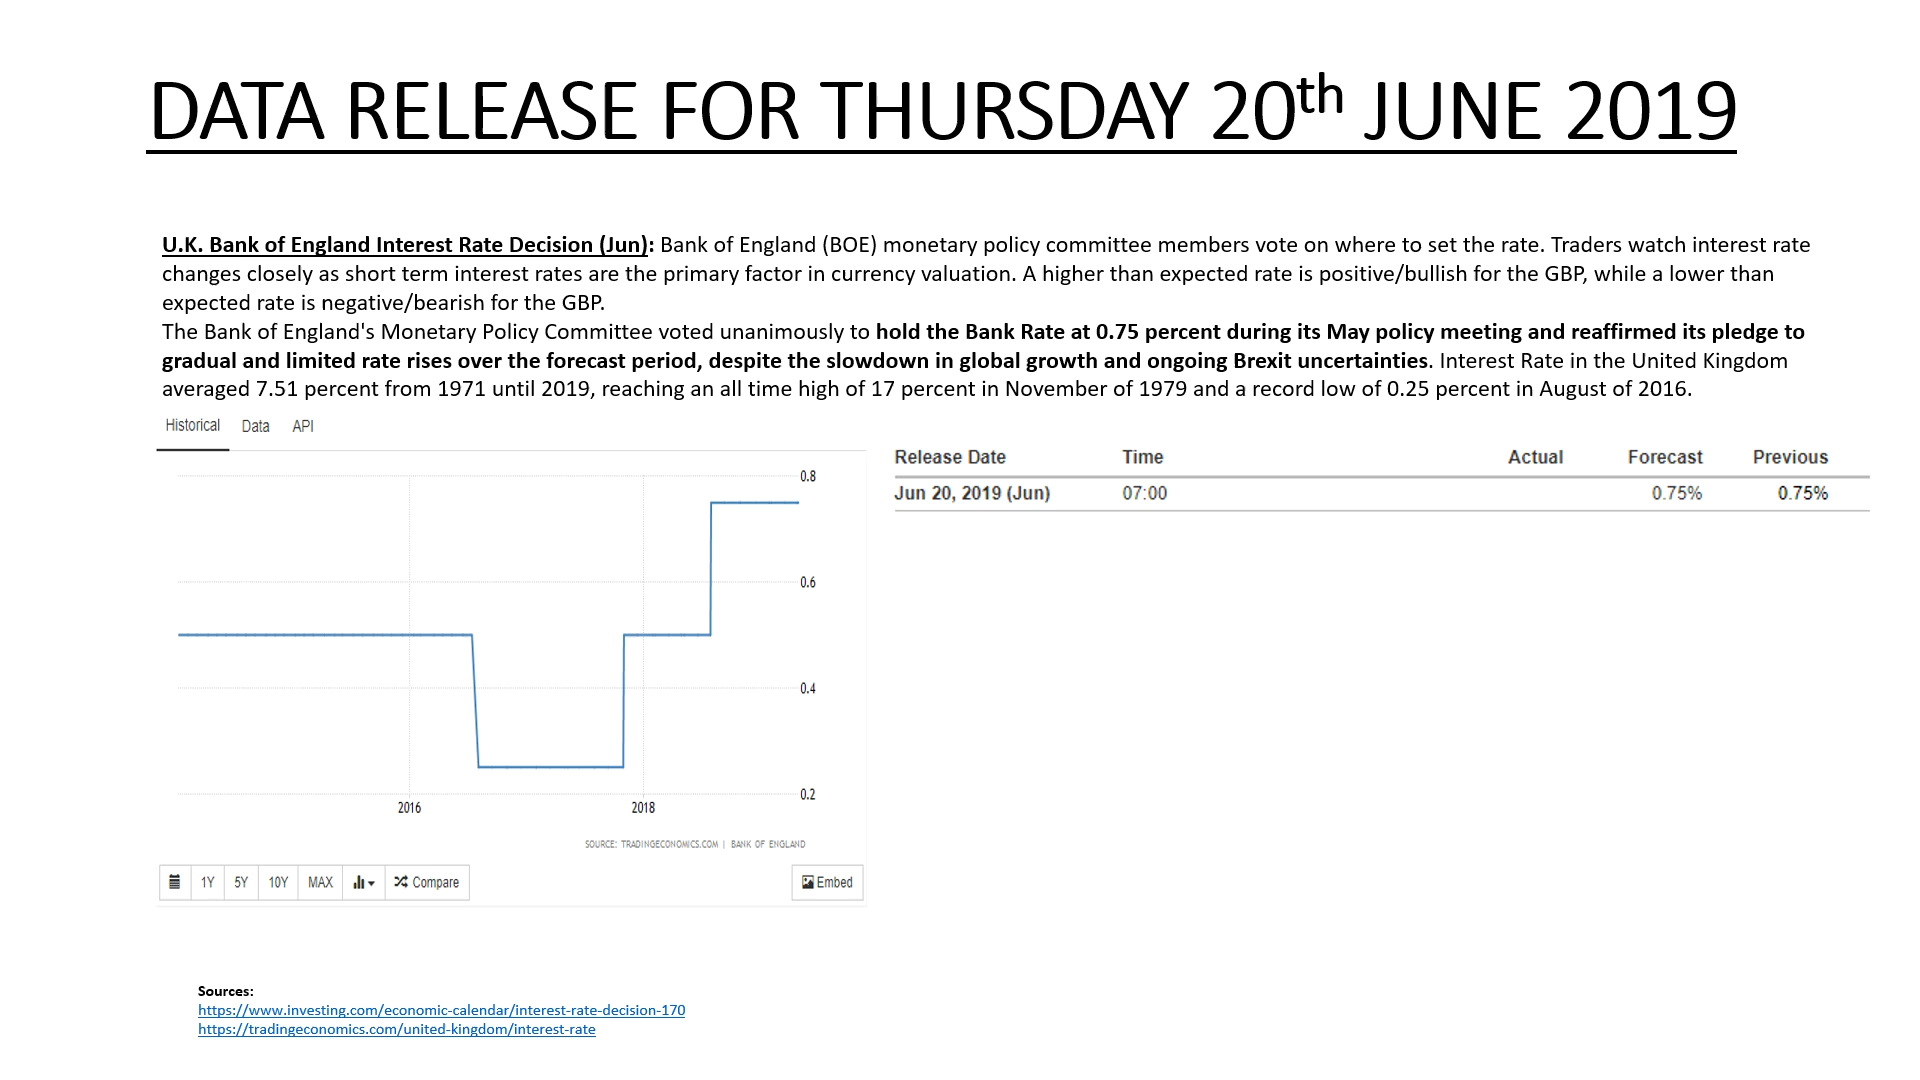 DATA RELEASE FOR THURSDAY 20th JUNE 2019
U.K. Bank of England Interest Rate Decision (Jun): Bank of England (BOE) monetary policy committee members vote on where to set the rate. Traders watch interest rate
changes closely as short term interest rates are the primary factor in currency valuation. A higher than expected rate is positive/bullish for the GBP, while a lower than
expected rate is negative/bearish for the GBP.
The Bank of England's Monetary Policy Committee voted unanimously to hold the Bank Rate at 0.75 percent during its May policy meeting and reaffirmed its pledge to
gradual and limited rate rises over the forecast period, despite the slowdown in global growth and ongoing Brexit uncertainties. Interest Rate in the United Kingdom
averaged 7.51 percent from 1971 until 2019, reaching an all time high of 17 percent in November of 1979 and a record low of 0.25 percent in August of 2016.
Historical Data API
0.8
0.6
0.4
0.2
2016 2018
SOURCE: TRADINGECONOMICS.COM | BANK OF ENGLAND
1Y 5Y 10Y MAX Compare Embed
Release Date Time Actual Forecast Previous
Jun 20, 2019 (Jun) 07:00 0.75% 0.75%
Sources:
https://www.investing.com/economic-calendar/interest-rate-decision-170
https://tradingeconomics.com/united-kingdom/interest-rate